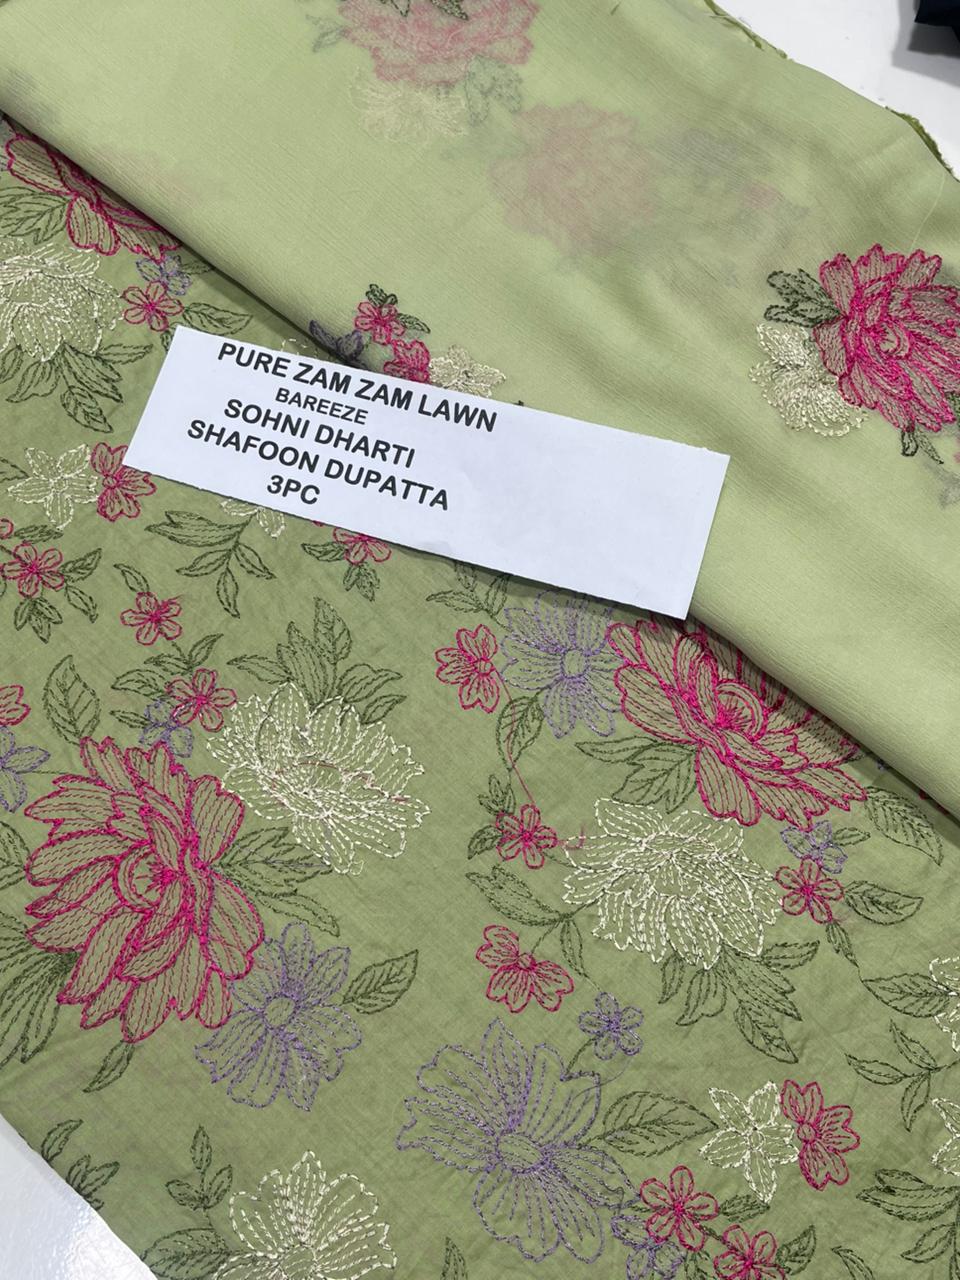 PURE ZAM ZAM LAWN
BAREEZE
SOHNI DHARTI
SHAFOON DUPATTA
3PC